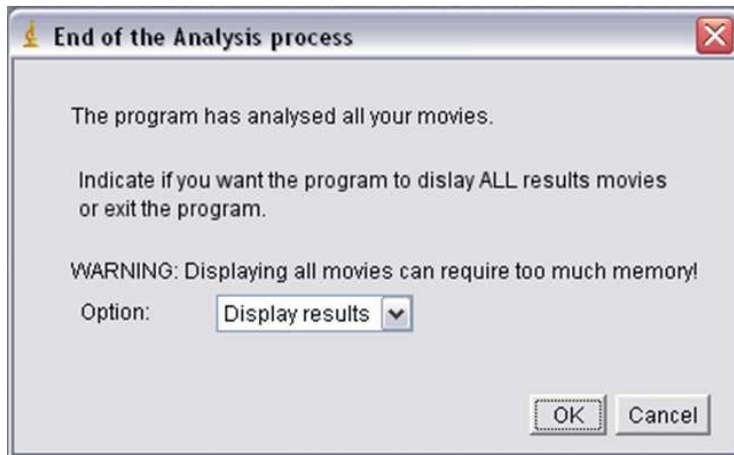 End of the Analysis process
The program has analysed all your movies.
Indicate if you want the program to dislay ALL results movies
or exit the program.
WARNING: Displaying all movies can require too much memory!
Option: Display results
OK Cancel